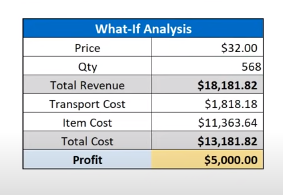 What-If Analysis
Price $32.00
Qty 568
Total Revenue $18,181.82
Transport Cost $1,818.18
Item Cost $11,363.64
Total Cost $13,181.82
Profit $5,000.00